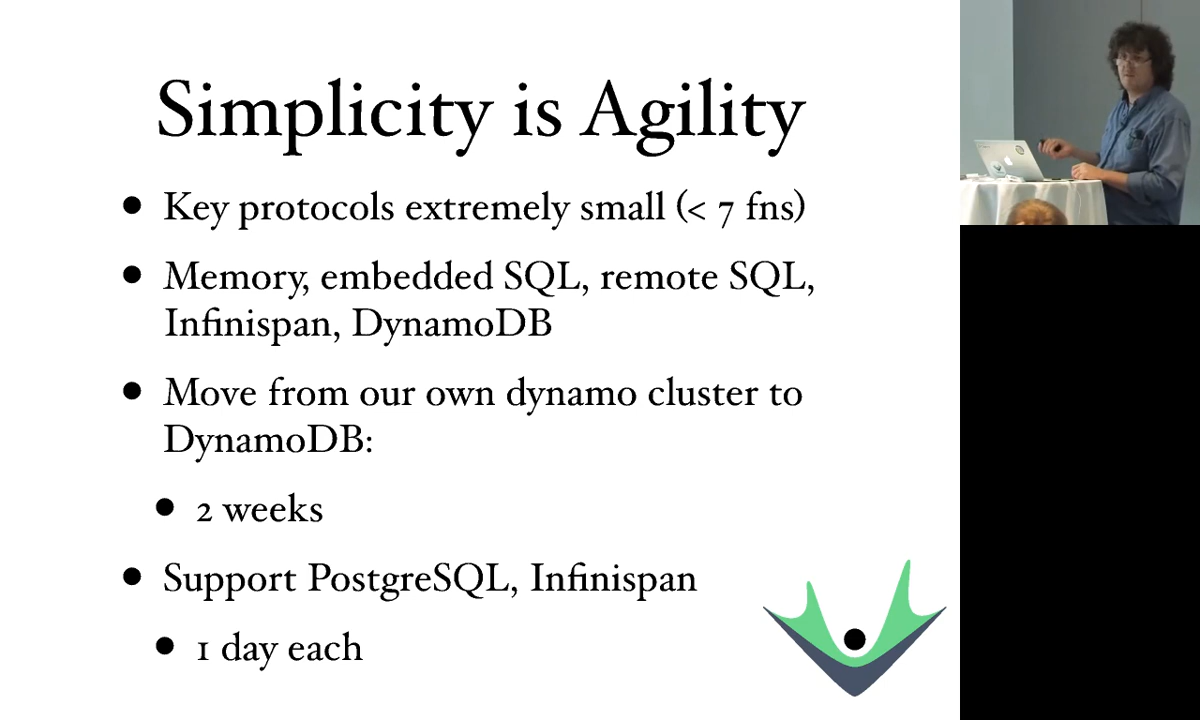 Simplicity is Agility
• Key protocols extremely small (< 7 fns)
• Memory, embedded SQL, remote SQL,
Infinispan, DynamoDB
• Move from our own dynamo cluster to
DynamoDB:
• 2 weeks
• Support PostgreSQL, Infinispan
• 1 day each